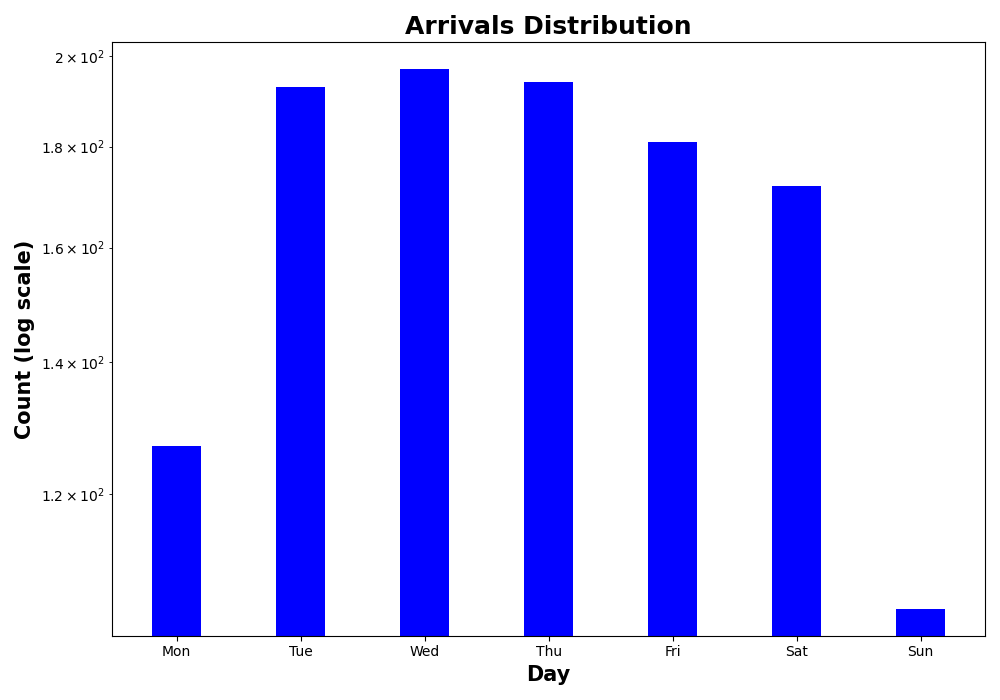 Arrivals Distribution
Count (log scale)
2 × 10²
1.8 × 10²
1.6 × 10²
1.4 × 10²
1.2 × 10²
Mon Tue Wed Thu Fri Sat Sun
Day